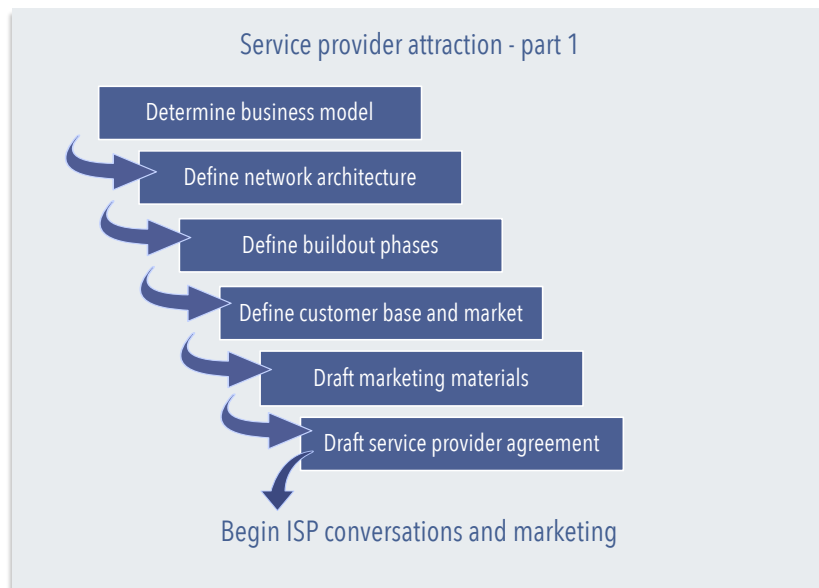 Service provider attraction - part 1
Determine business model
Define network architecture
Define buildout phases
Define customer base and market
Draft marketing materials
Draft service provider agreement
Begin ISP conversations and marketing